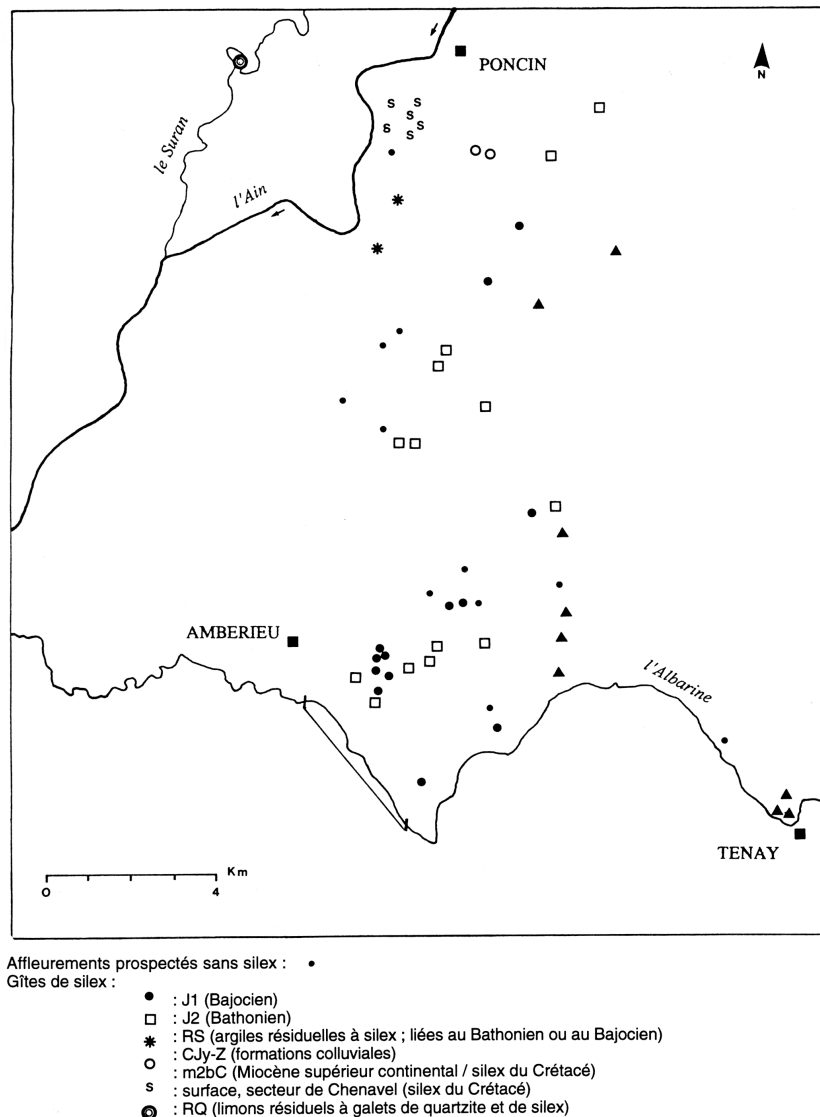 PONCIN
N
le Suran
l'Ain
s s
s
s s
s
AMBERIEU
l'Albarine
TENAY
Km
0 4
Affleurements prospectés sans silex :
Gîtes de silex :
: J1 (Bajocien)
: J2 (Bathonien)
: RS (argiles résiduelles à silex ; liées au Bathonien ou au Bajocien)
: CJy-Z (formations colluviales)
: m2bC (Miocène supérieur continental / silex du Crétacé)
s : surface, secteur de Chenavel (silex du Crétacé)
: RQ (limons résiduels à galets de quartzite et de silex)